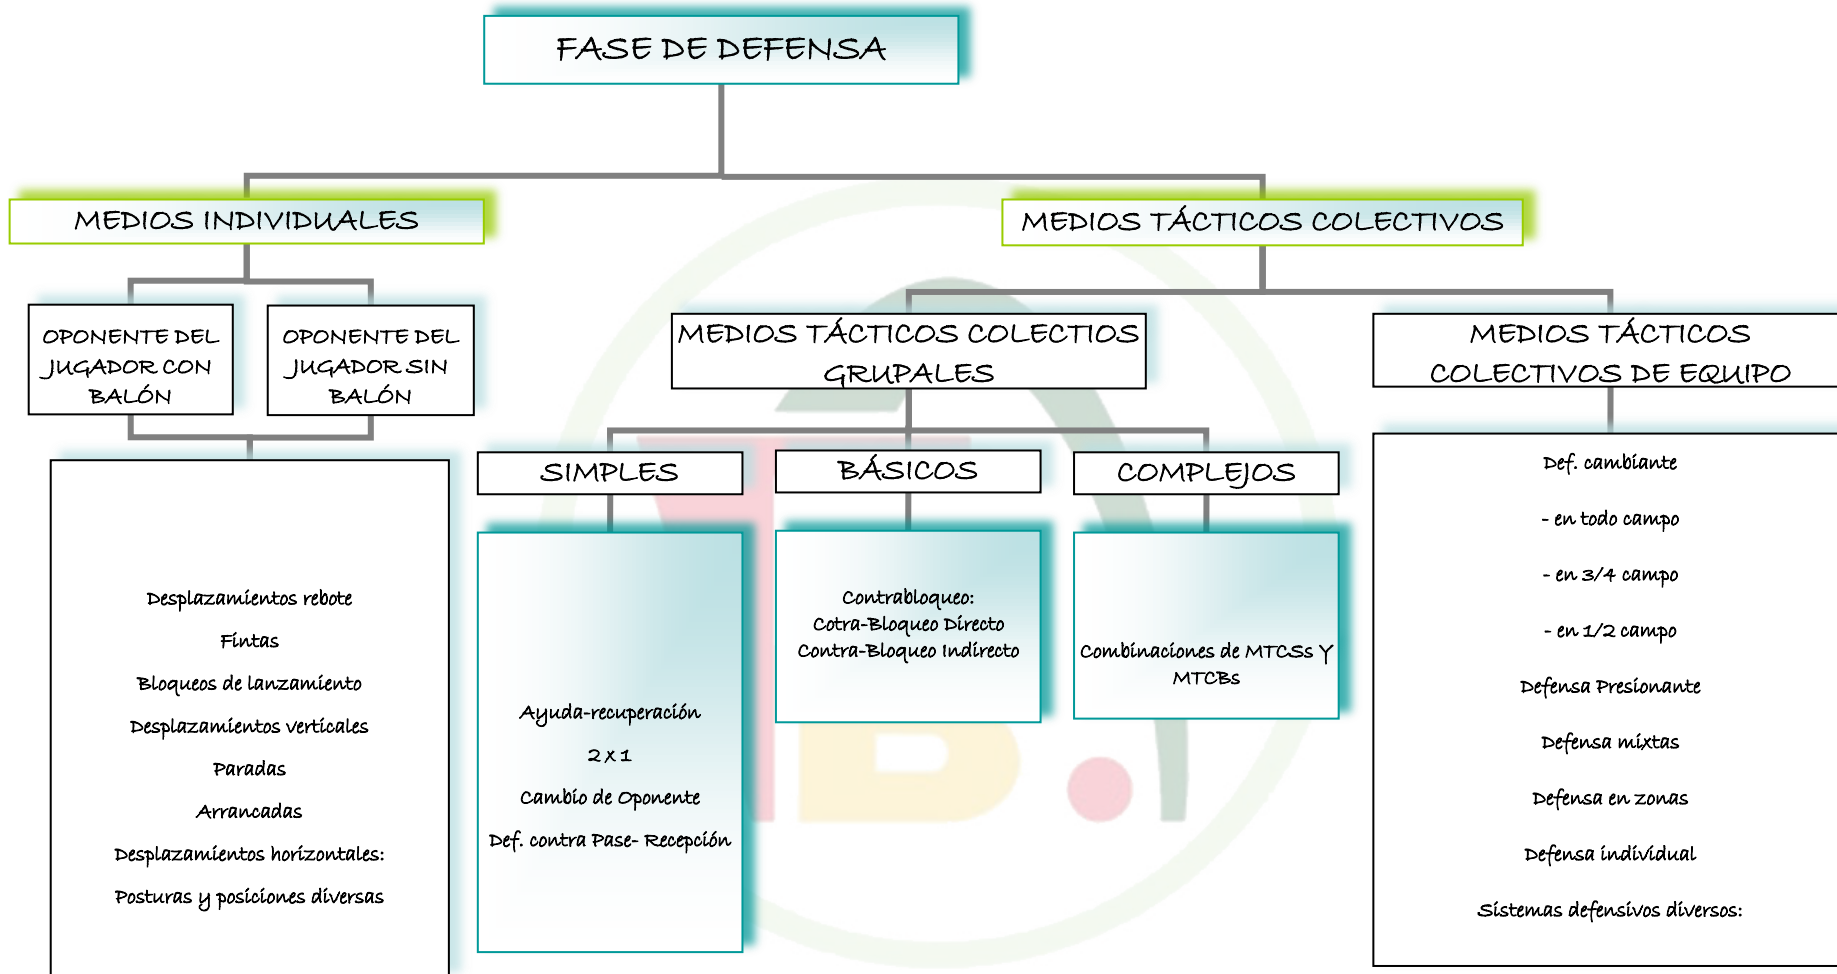 FASE DE DEFENSA
MEDIOS INDIVIDUALES
MEDIOS TÁCTICOS COLECTIVOS
OPONENTE DEL
JUGADOR CON
BALÓN
OPONENTE DEL
JUGADOR SIN
BALÓN
MEDIOS TÁCTICOS COLECTIOS
GRUPALES
MEDIOS TÁCTICOS
COLECTIVOS DE EQUIPO
Desplazamientos rebote
Fintas
Bloqueos de lanzamiento
Desplazamientos verticales
Paradas
Arrancadas
Desplazamientos horizontales:
Posturas y posiciones diversas
SIMPLES
Ayuda-recuperación
2 x 1
Cambio de Oponente
Def. contra Pase- Recepción
BÁSICOS
Contrabloqueo:
Cotra-Bloqueo Directo
Contra-Bloqueo Indirecto
COMPLEJOS
Combinaciones de MTCSs Y
MTCBs
Def. cambiante
- en todo campo
- en 3/4 campo
- en 1/2 campo
Defensa Presionante
Defensa mixtas
Defensa en zonas
Defensa individual
Sistemas defensivos diversos: